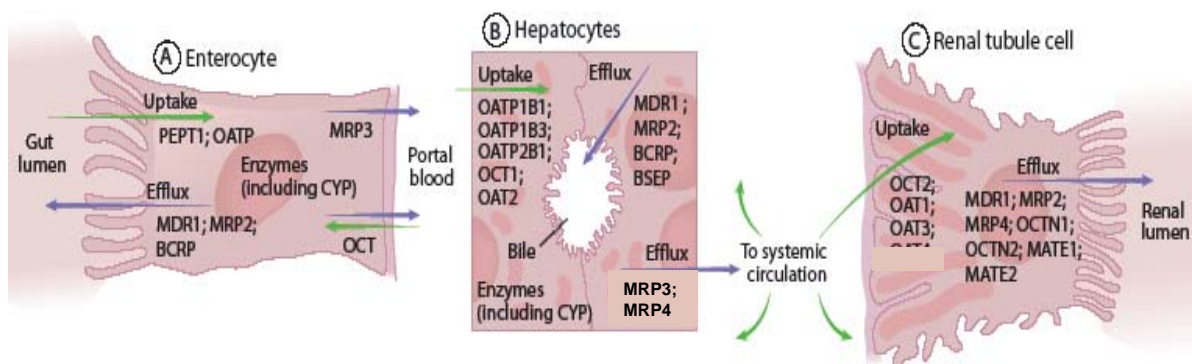 A Enterocyte
Uptake
PEPT1; OATP
MRP3
Gut
lumen
Enzymes
(including CYP)
Portal
blood
Efflux
MDR1; MRP2;
BCRP
OCT
B Hepatocytes
Uptake
OATP1B1;
OATP1B3;
OATP2B1;
OCT1;
OAT2
Efflux
MDR1 ;
MRP2;
BCRP;
BSEP
Bile
Enzymes
(including CYP)
Efflux
MRP3;
MRP4
To systemic
circulation
C Renal tubule cell
Uptake
OCT2;
OAT1;
OAT3;
Efflux
MDR1; MRP2;
MRP4; OCTN1;
OCTN2; MATE1;
MATE2
Renal
lumen